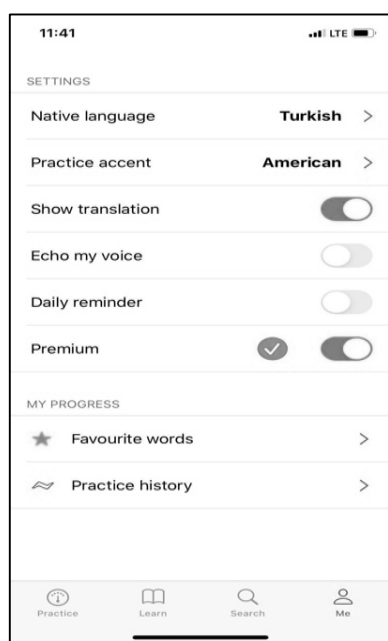 11:41 LTE
SETTINGS
Native language Turkish >
Practice accent American >
Show translation
Echo my voice
Daily reminder
Premium
MY PROGRESS
Favourite words >
Practice history >
Practice Learn Search Me